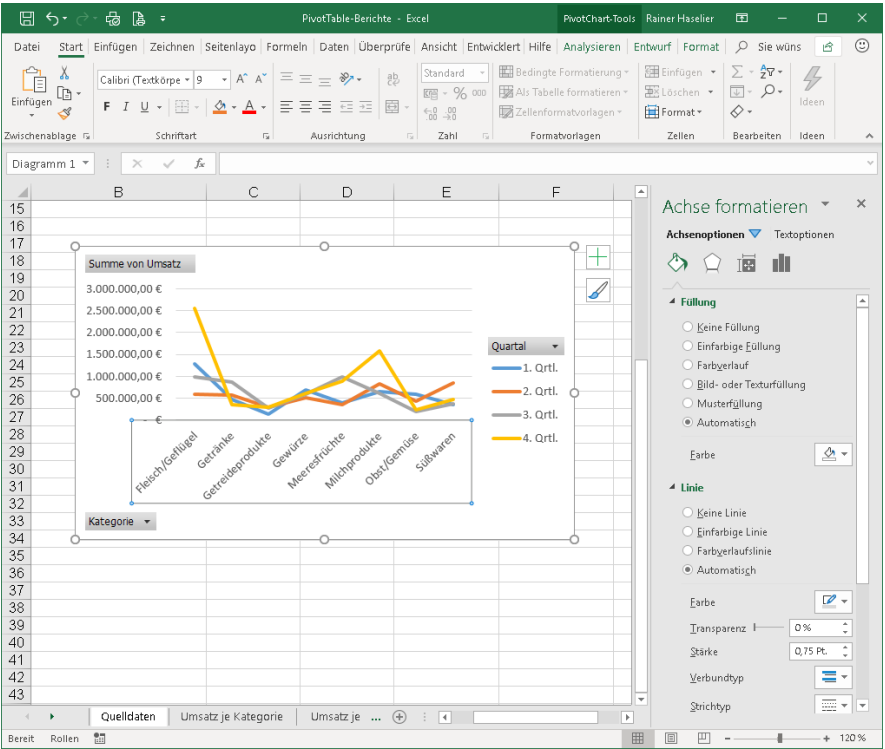 PivotTable-Berichte - Excel
PivotChart-Tools
Rainer Haselier
Datei Start Einfügen Zeichnen Seitenlayo Formeln Daten Überprüfe Ansicht Entwicklert Hilfe Analysieren Entwurf Format Sie wüns
Einfügen
Calibri (Textkörpe 9
F I U
ab
Standard
% 000
Bedingte Formatierung
Als Tabelle formatieren
Zellenformatvorlagen
Einfügen
Löschen
Format
Ideen
Zwischenablage Schriftart Ausrichtung Zahl Formatvorlagen Zellen Bearbeiten Ideen
Diagramm 1 fx
B C D E F
15
16
17
18
19
20
21
22
23
24
25
26
27
28
29
30
31
32
33
34
35
36
37
38
39
40
41
42
43
Summe von Umsatz
3.000.000,00 €
2.500.000,00 €
2.000.000,00 €
1.500.000,00 €
1.000.000,00 €
500.000,00 €
- €
Fleisch/Geflügel
Getränke
Getreideprodukte
Gewürze
Meeresfrüchte
Milchprodukte
Obst/Gemüse
Süßwaren
Quartal
1. Qrtl.
2. Qrtl.
3. Qrtl.
4. Qrtl.
Kategorie
Achse formatieren
Achsenoptionen Textoptionen
Füllung
Keine Füllung
Einfarbige Füllung
Farbverlauf
Bild- oder Texturfüllung
Musterfüllung
Automatisch
Farbe
Linie
Keine Linie
Einfarbige Linie
Farbverlaufslinie
Automatisch
Farbe
Transparenz 0 %
Stärke 0,75 Pt.
Verbundtyp
Strichtyp
Quelldaten Umsatz je Kategorie Umsatz je ...
Bereit Rollen 120 %